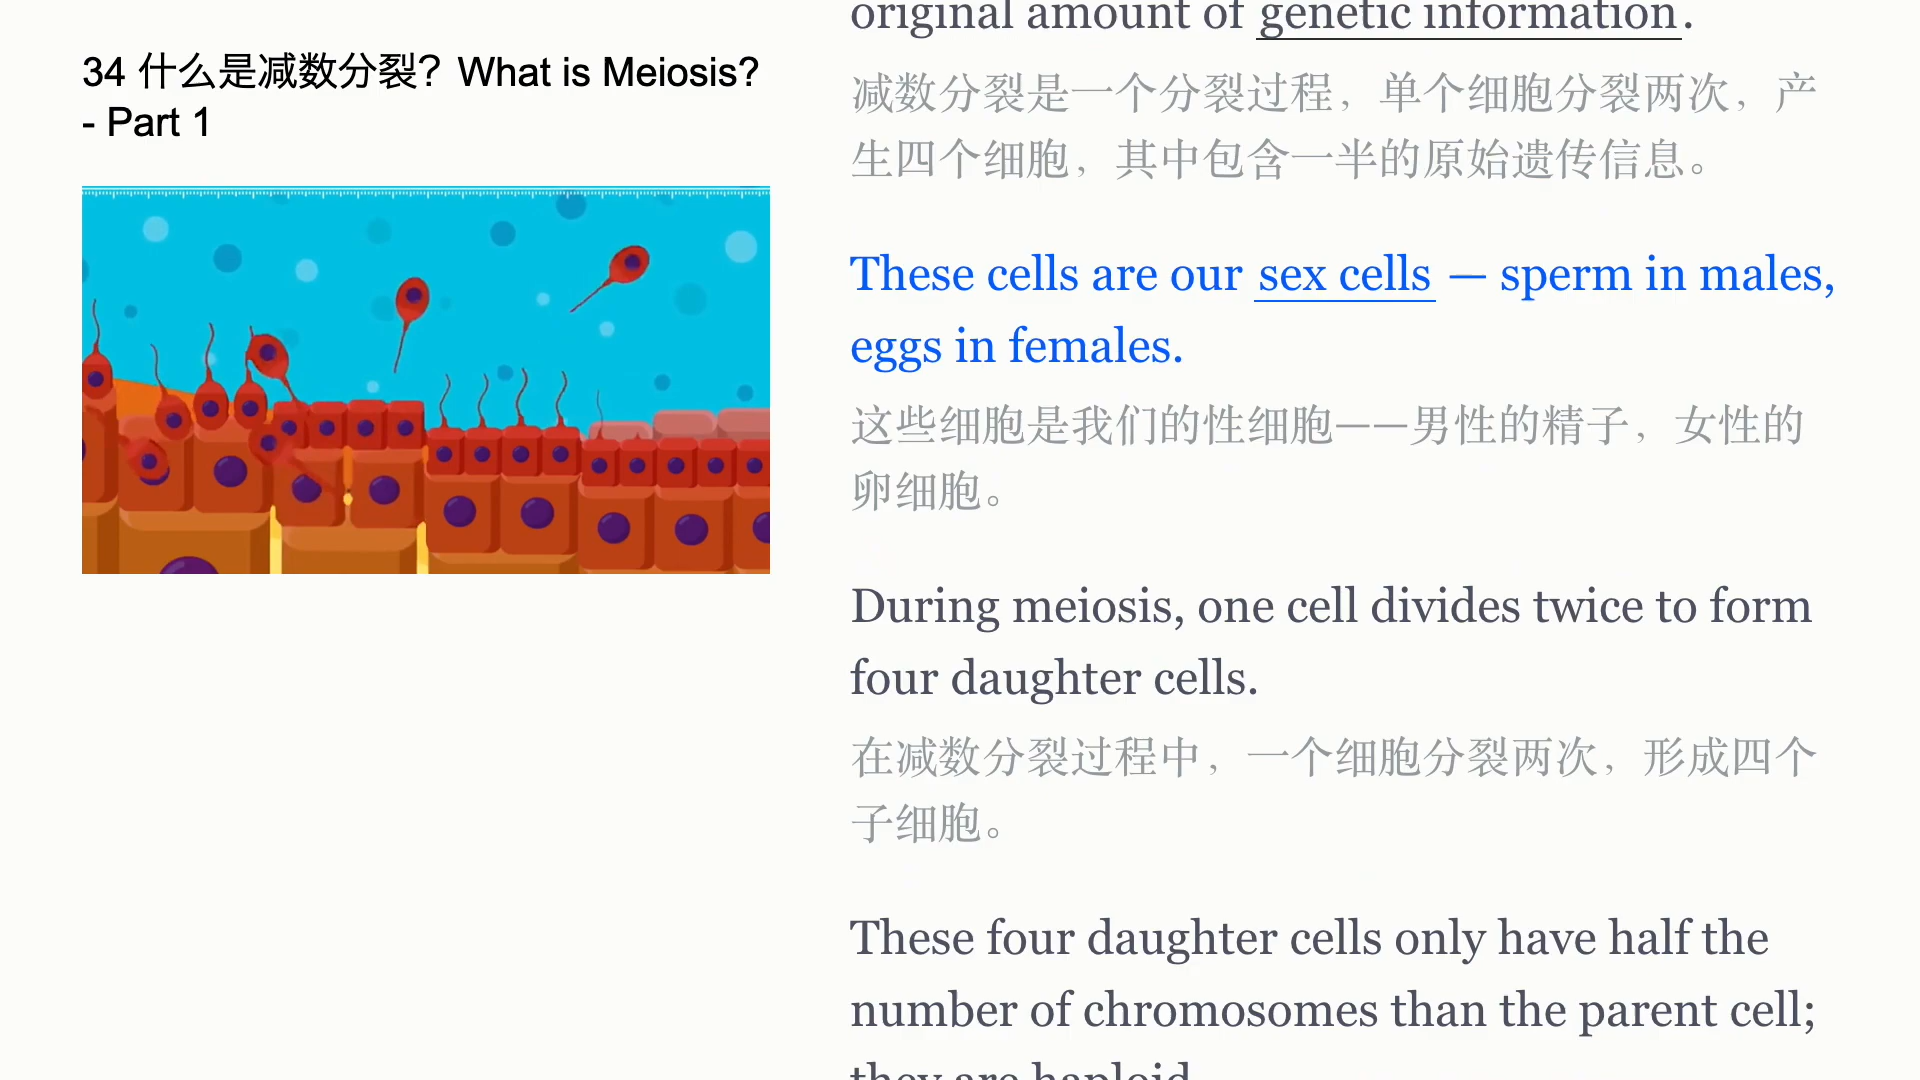 34 什么是减数分裂？What is Meiosis?
- Part 1
original amount of genetic information.
减数分裂是一个分裂过程，单个细胞分裂两次，产
生四个细胞，其中包含一半的原始遗传信息。
These cells are our sex cells — sperm in males,
eggs in females.
这些细胞是我们的性细胞——男性的精子，女性的
卵细胞。
During meiosis, one cell divides twice to form
four daughter cells.
在减数分裂过程中，一个细胞分裂两次，形成四个
子细胞。
These four daughter cells only have half the
number of chromosomes than the parent cell;
they are haploid